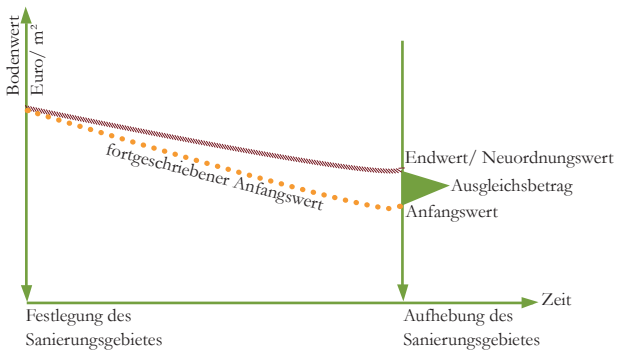 Bodenwert
Euro/ m²
fortgeschriebener Anfangswert
Endwert/ Neuordnungswert
Ausgleichsbetrag
Anfangswert
Zeit
Festlegung des
Sanierungsgebietes
Aufhebung des
Sanierungsgebietes